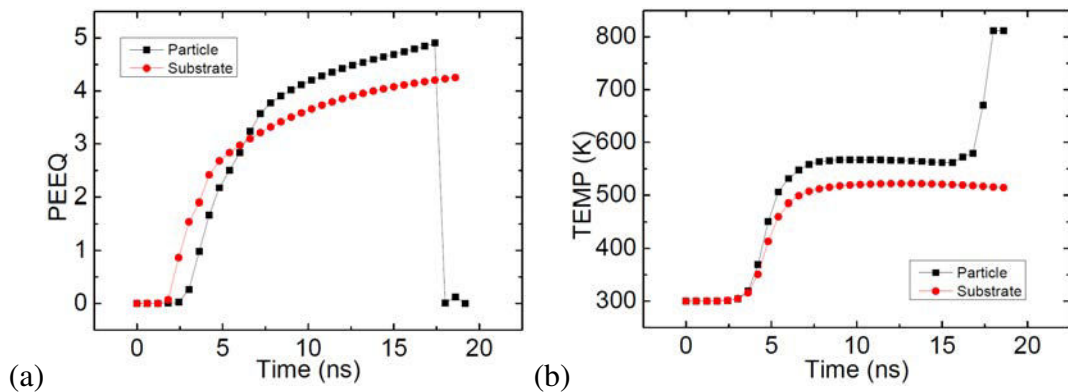 5
4
3
2
1
0
PEEQ
Particle
Substrate
0 5 10 15 20
Time (ns)
(a)
800
700
600
500
400
300
TEMP (K)
Particle
Substrate
0 5 10 15 20
Time (ns)
(b)